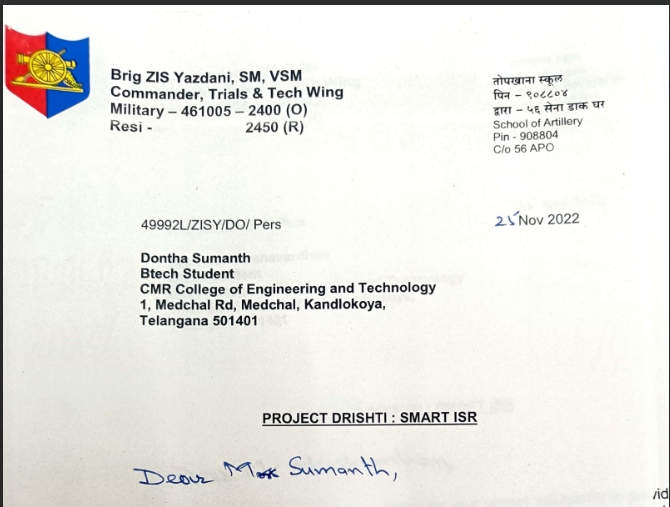 Brig ZIS Yazdani, SM, VSM
Commander, Trials & Tech Wing
Military – 461005 – 2400 (O)
Resi - 2450 (R)
तोपखाना स्कूल
पिन – ९०८८०४
द्वारा – ५६ सेना डाक घर
School of Artillery
Pin - 908804
C/o 56 APO
49992L/ZISY/DO/ Pers
25 Nov 2022
Dontha Sumanth
Btech Student
CMR College of Engineering and Technology
1, Medchal Rd, Medchal, Kandlokoya,
Telangana 501401
PROJECT DRISHTI : SMART ISR
Dear Sumanth,